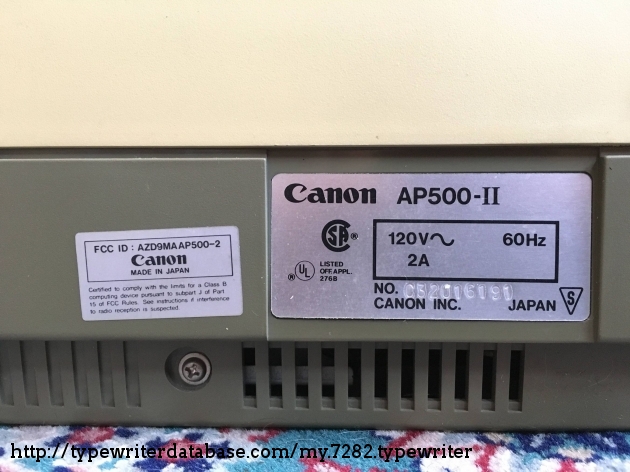 Canon AP500-II
SA ®
120V 60Hz
2A
® UL LISTED
OFF. APPL.
276B
NO.
CANON INC. JAPAN S
FCC ID : AZD9MAAP500-2
Canon
MADE IN JAPAN
Certified to comply with the limits for a Class B
computing device pursuant to subpart J of Part
15 of FCC Rules. See instructions if interference
to radio reception is suspected.
http://typewriterdatabase.com/my.7282.typewriter